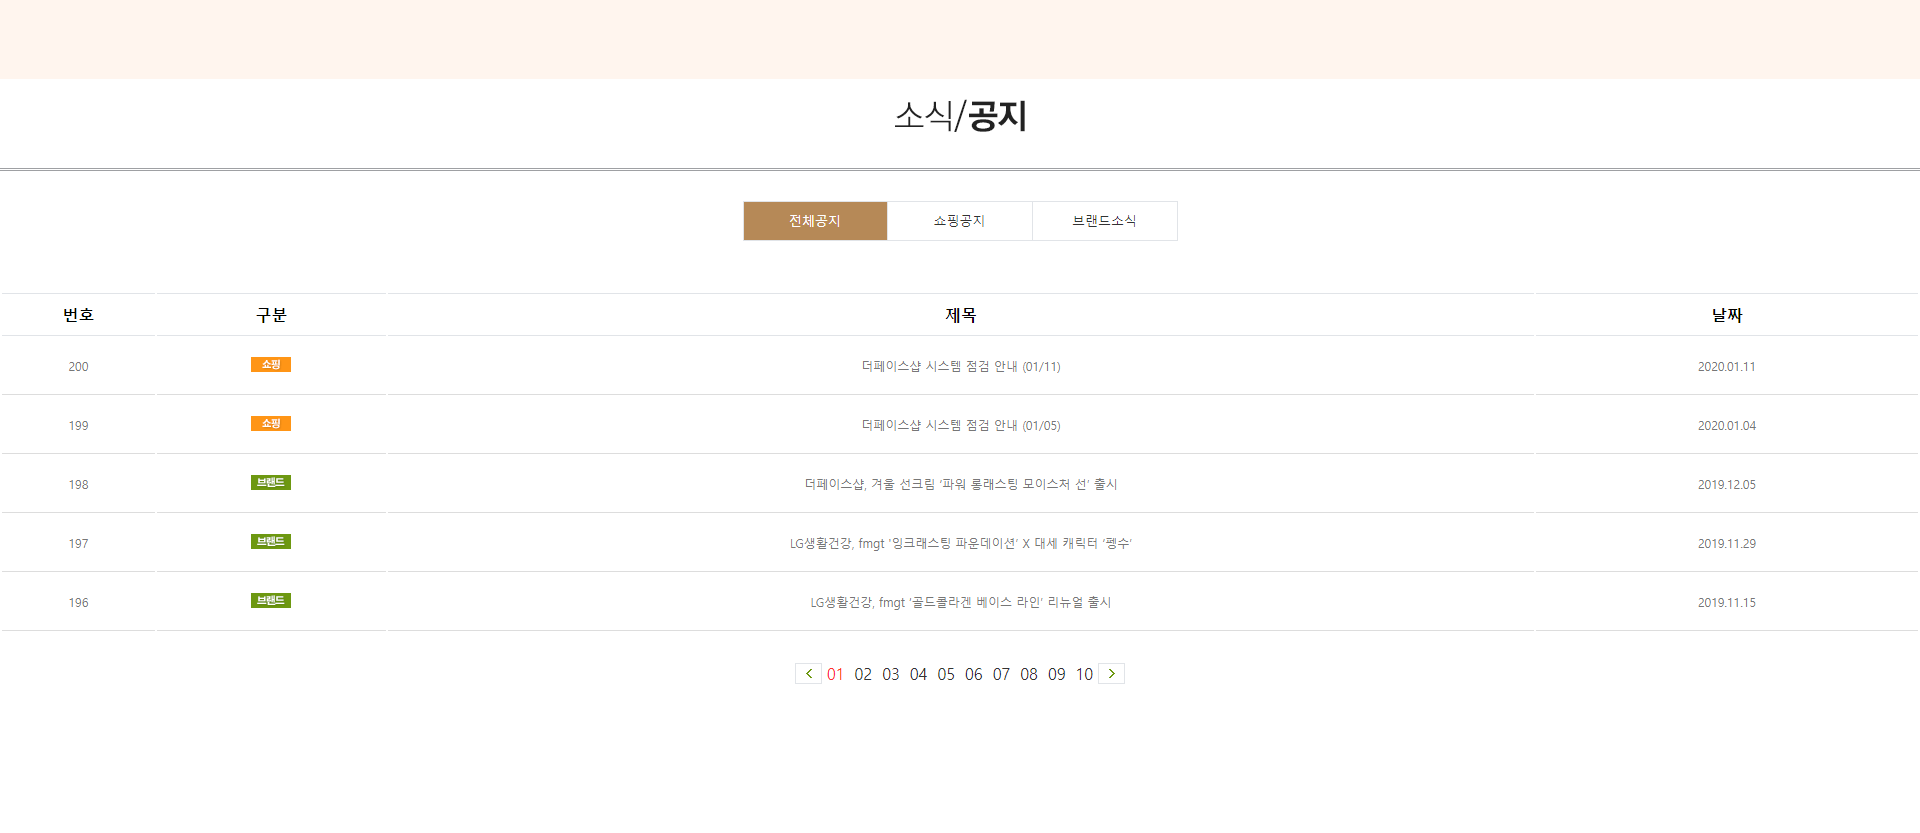 소식/공지
전체공지 쇼핑공지 브랜드소식
번호 구분 제목 날짜
200 쇼핑 더페이스샵 시스템 점검 안내 (01/11) 2020.01.11
199 쇼핑 더페이스샵 시스템 점검 안내 (01/05) 2020.01.04
198 브랜드 더페이스샵, 겨울 선크림 ‘파워 롱래스팅 모이스처 선’ 출시 2019.12.05
197 브랜드 LG생활건강, fmgt ‘잉크래스팅 파운데이션’ X 대세 캐릭터 ‘펭수’ 2019.11.29
196 브랜드 LG생활건강, fmgt ‘골드콜라겐 베이스 라인’ 리뉴얼 출시 2019.11.15
01 02 03 04 05 06 07 08 09 10